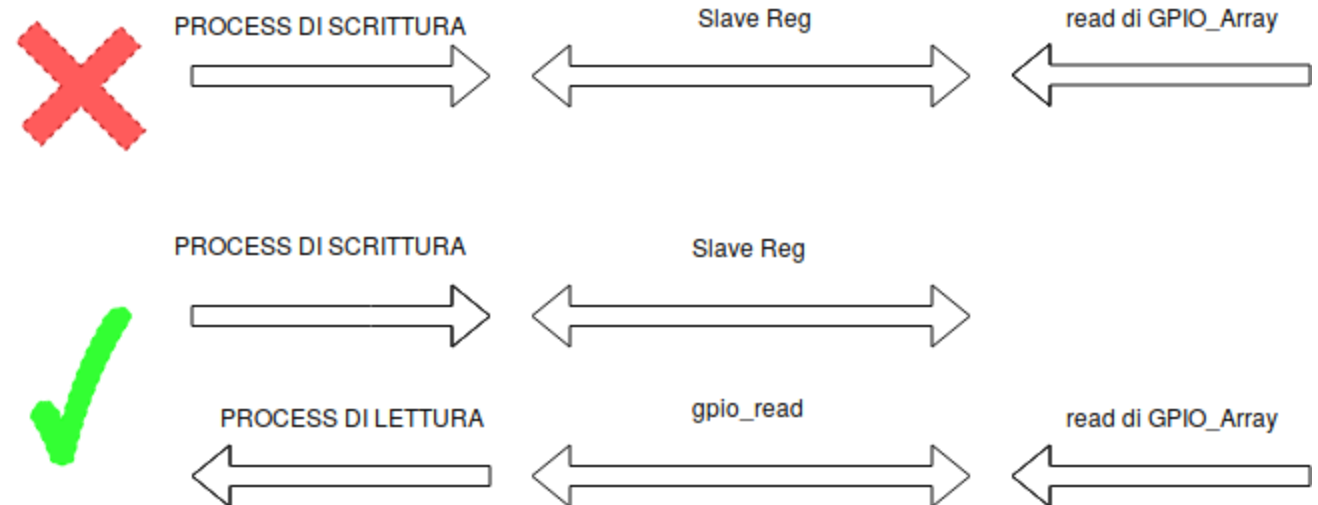 PROCESS DI SCRITTURA
Slave Reg
read di GPIO_Array
PROCESS DI SCRITTURA
Slave Reg
PROCESS DI LETTURA
gpio_read
read di GPIO_Array